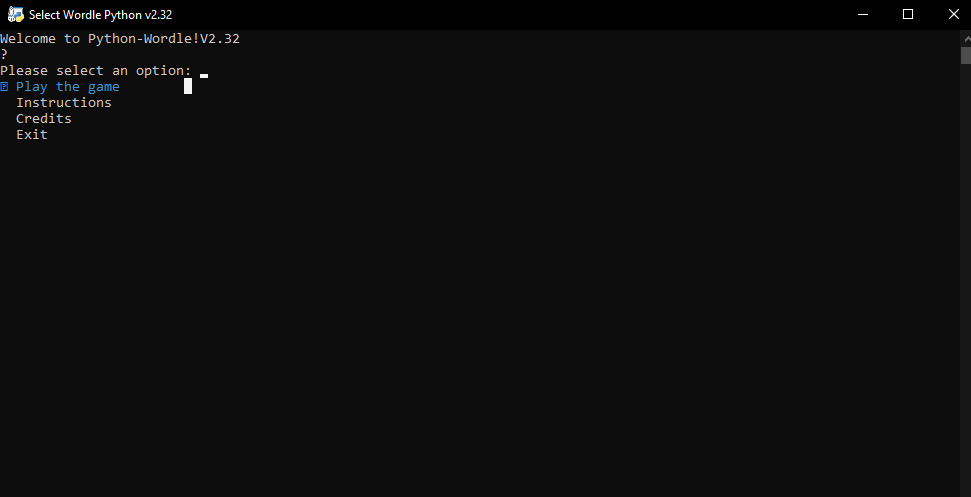 Select Wordle Python v2.32
Welcome to Python-Wordle!V2.32
?
Please select an option:
Play the game
Instructions
Credits
Exit